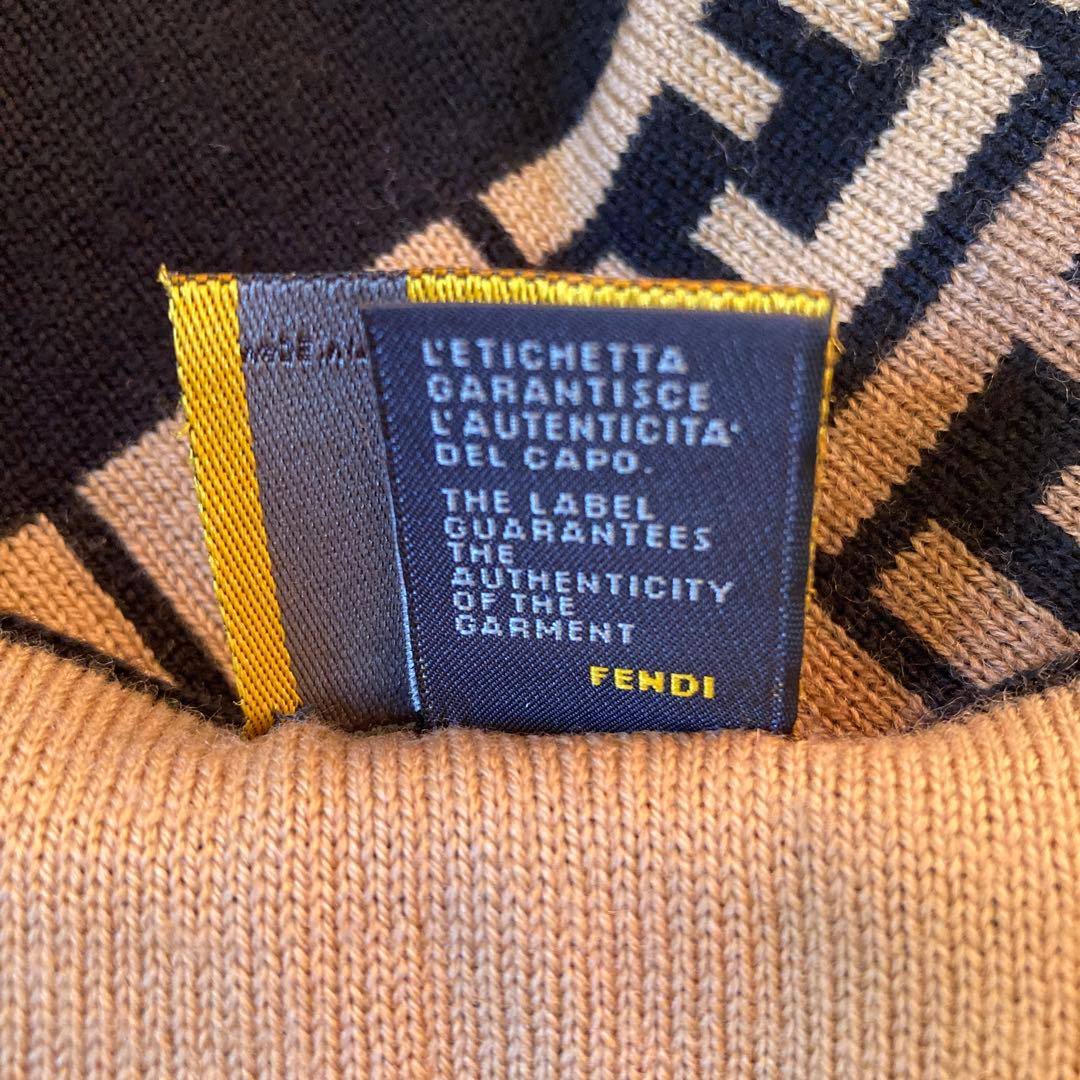 L'ETICHETTA
GARANTISCE
L'AUTENTICITA'
DEL CAPO.
THE LABEL
GUARANTEES
THE
AUTHENTICITY
OF THE
GARMENT
FENDI